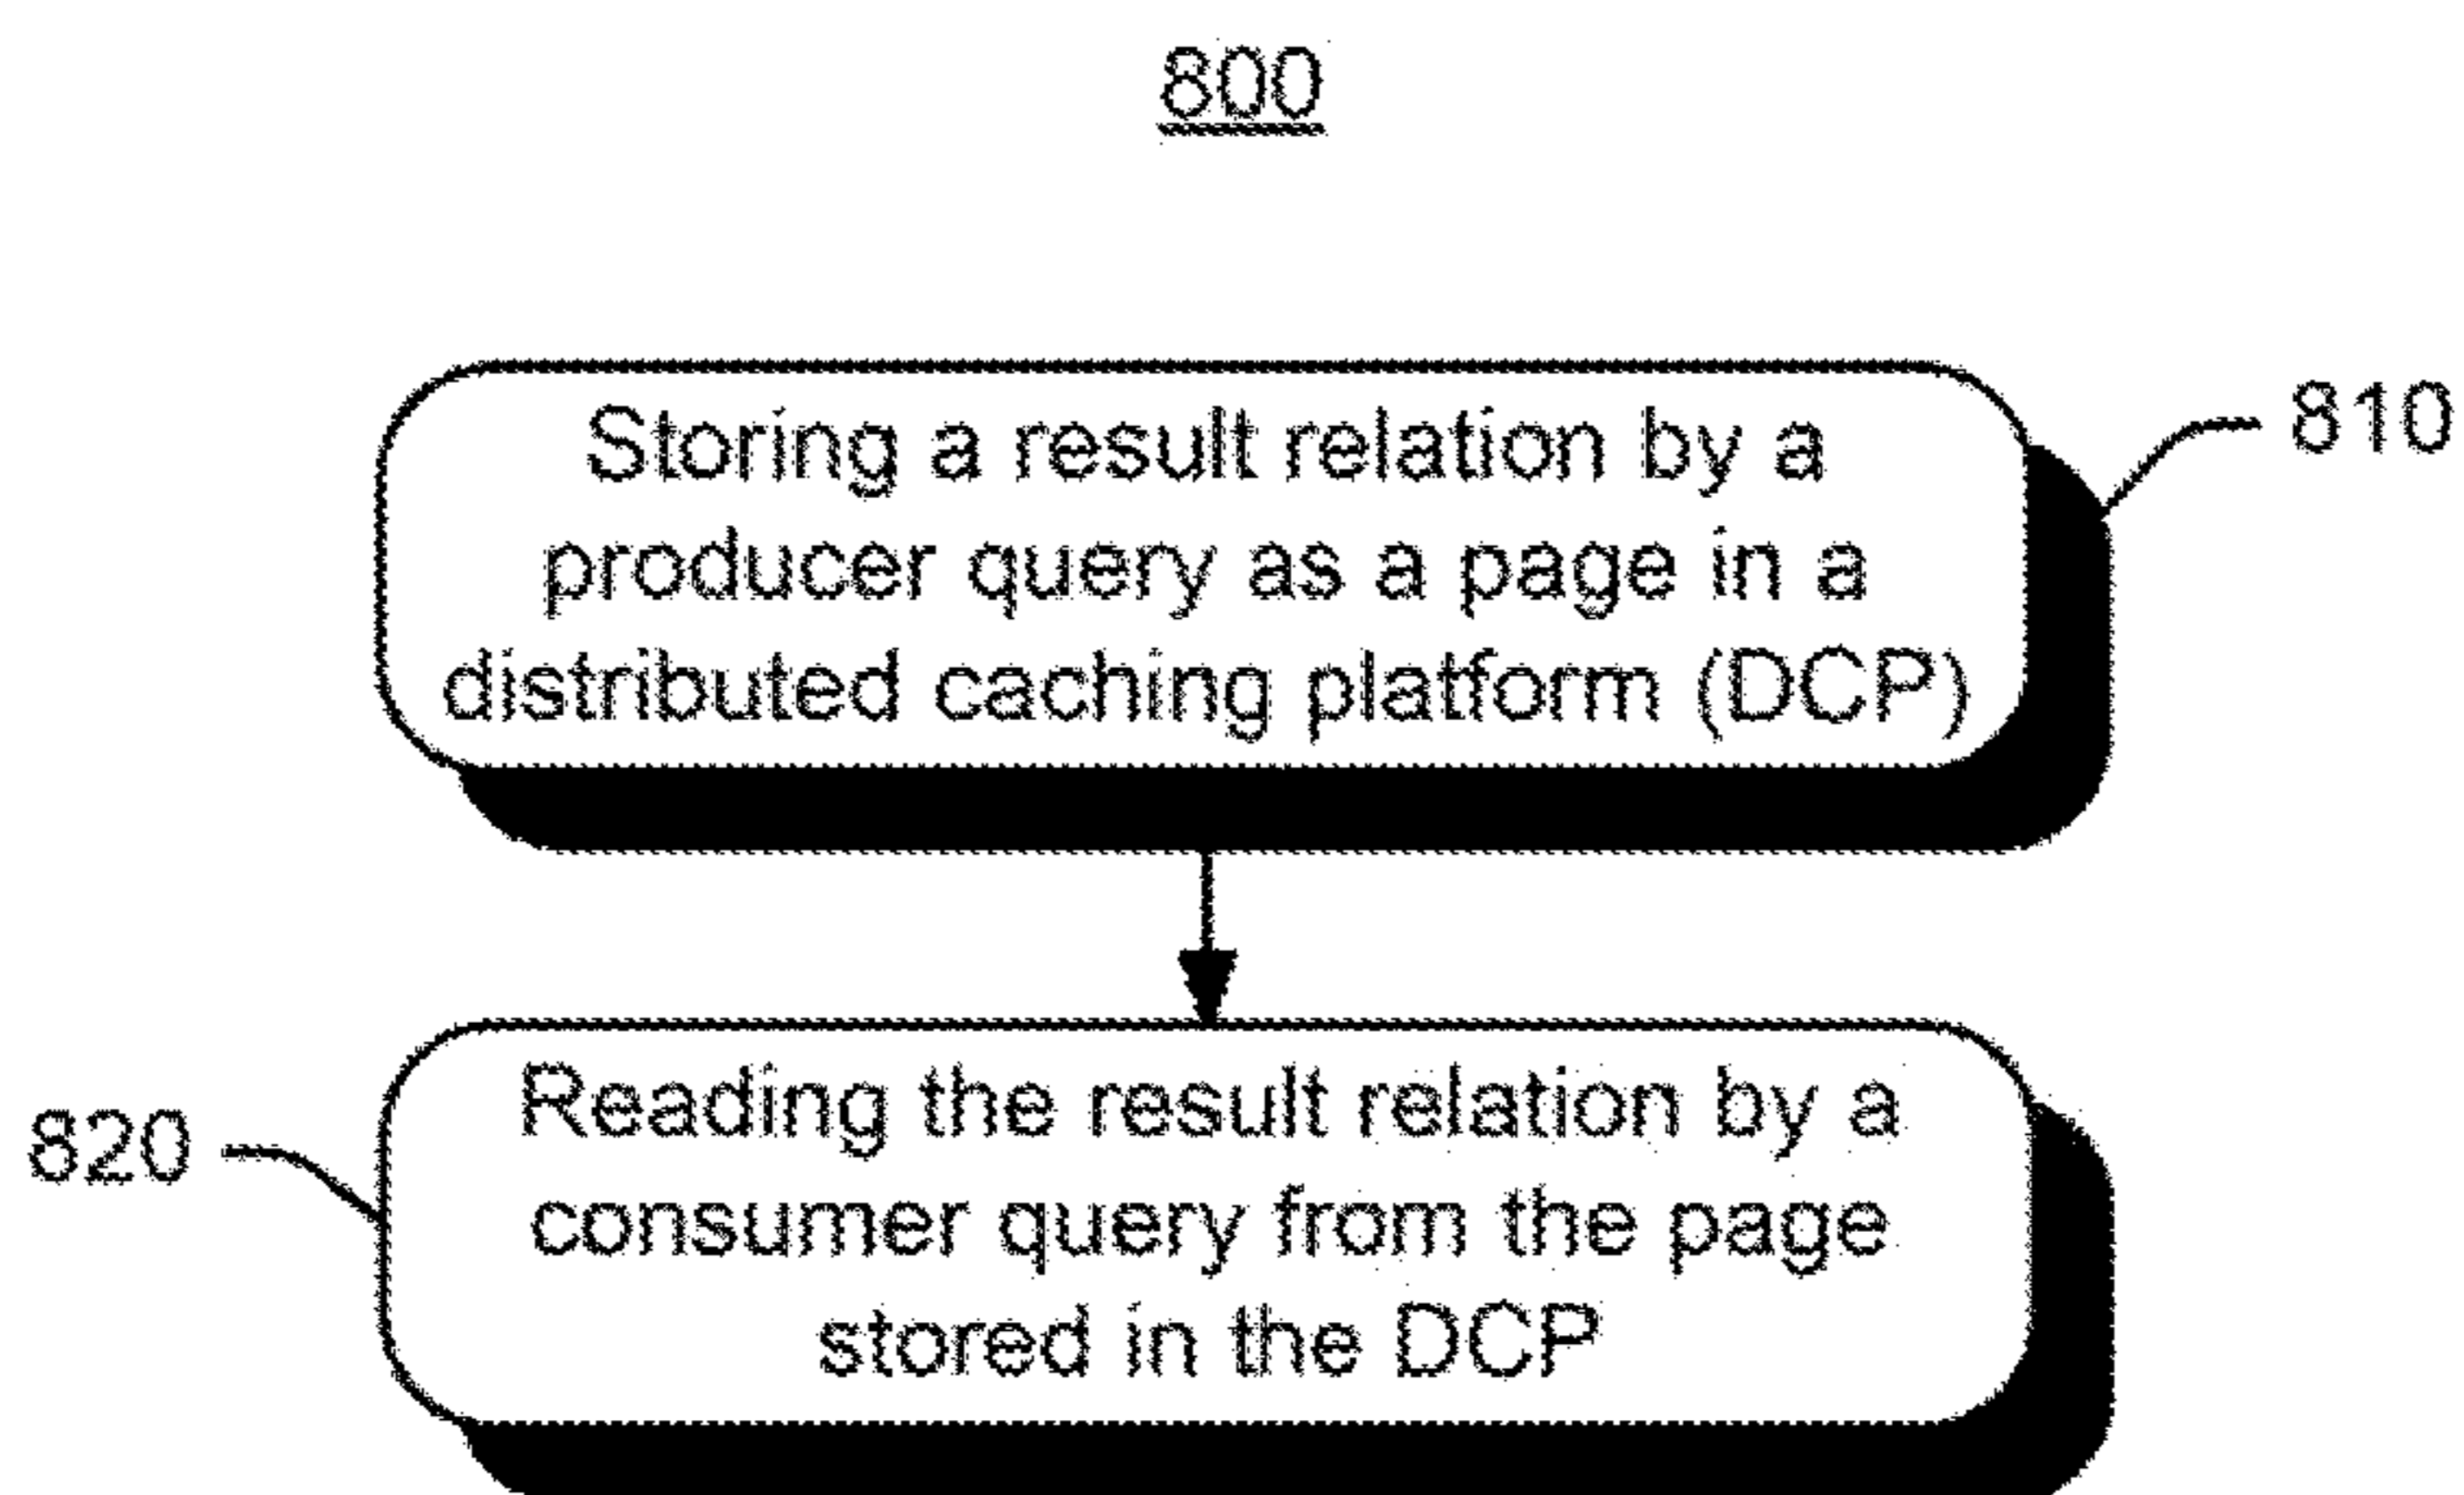 800
Storing a result relation by a
producer query as a page in a
distributed caching platform (DCP)
810
Reading the result relation by a
consumer query from the page
stored in the DCP
820